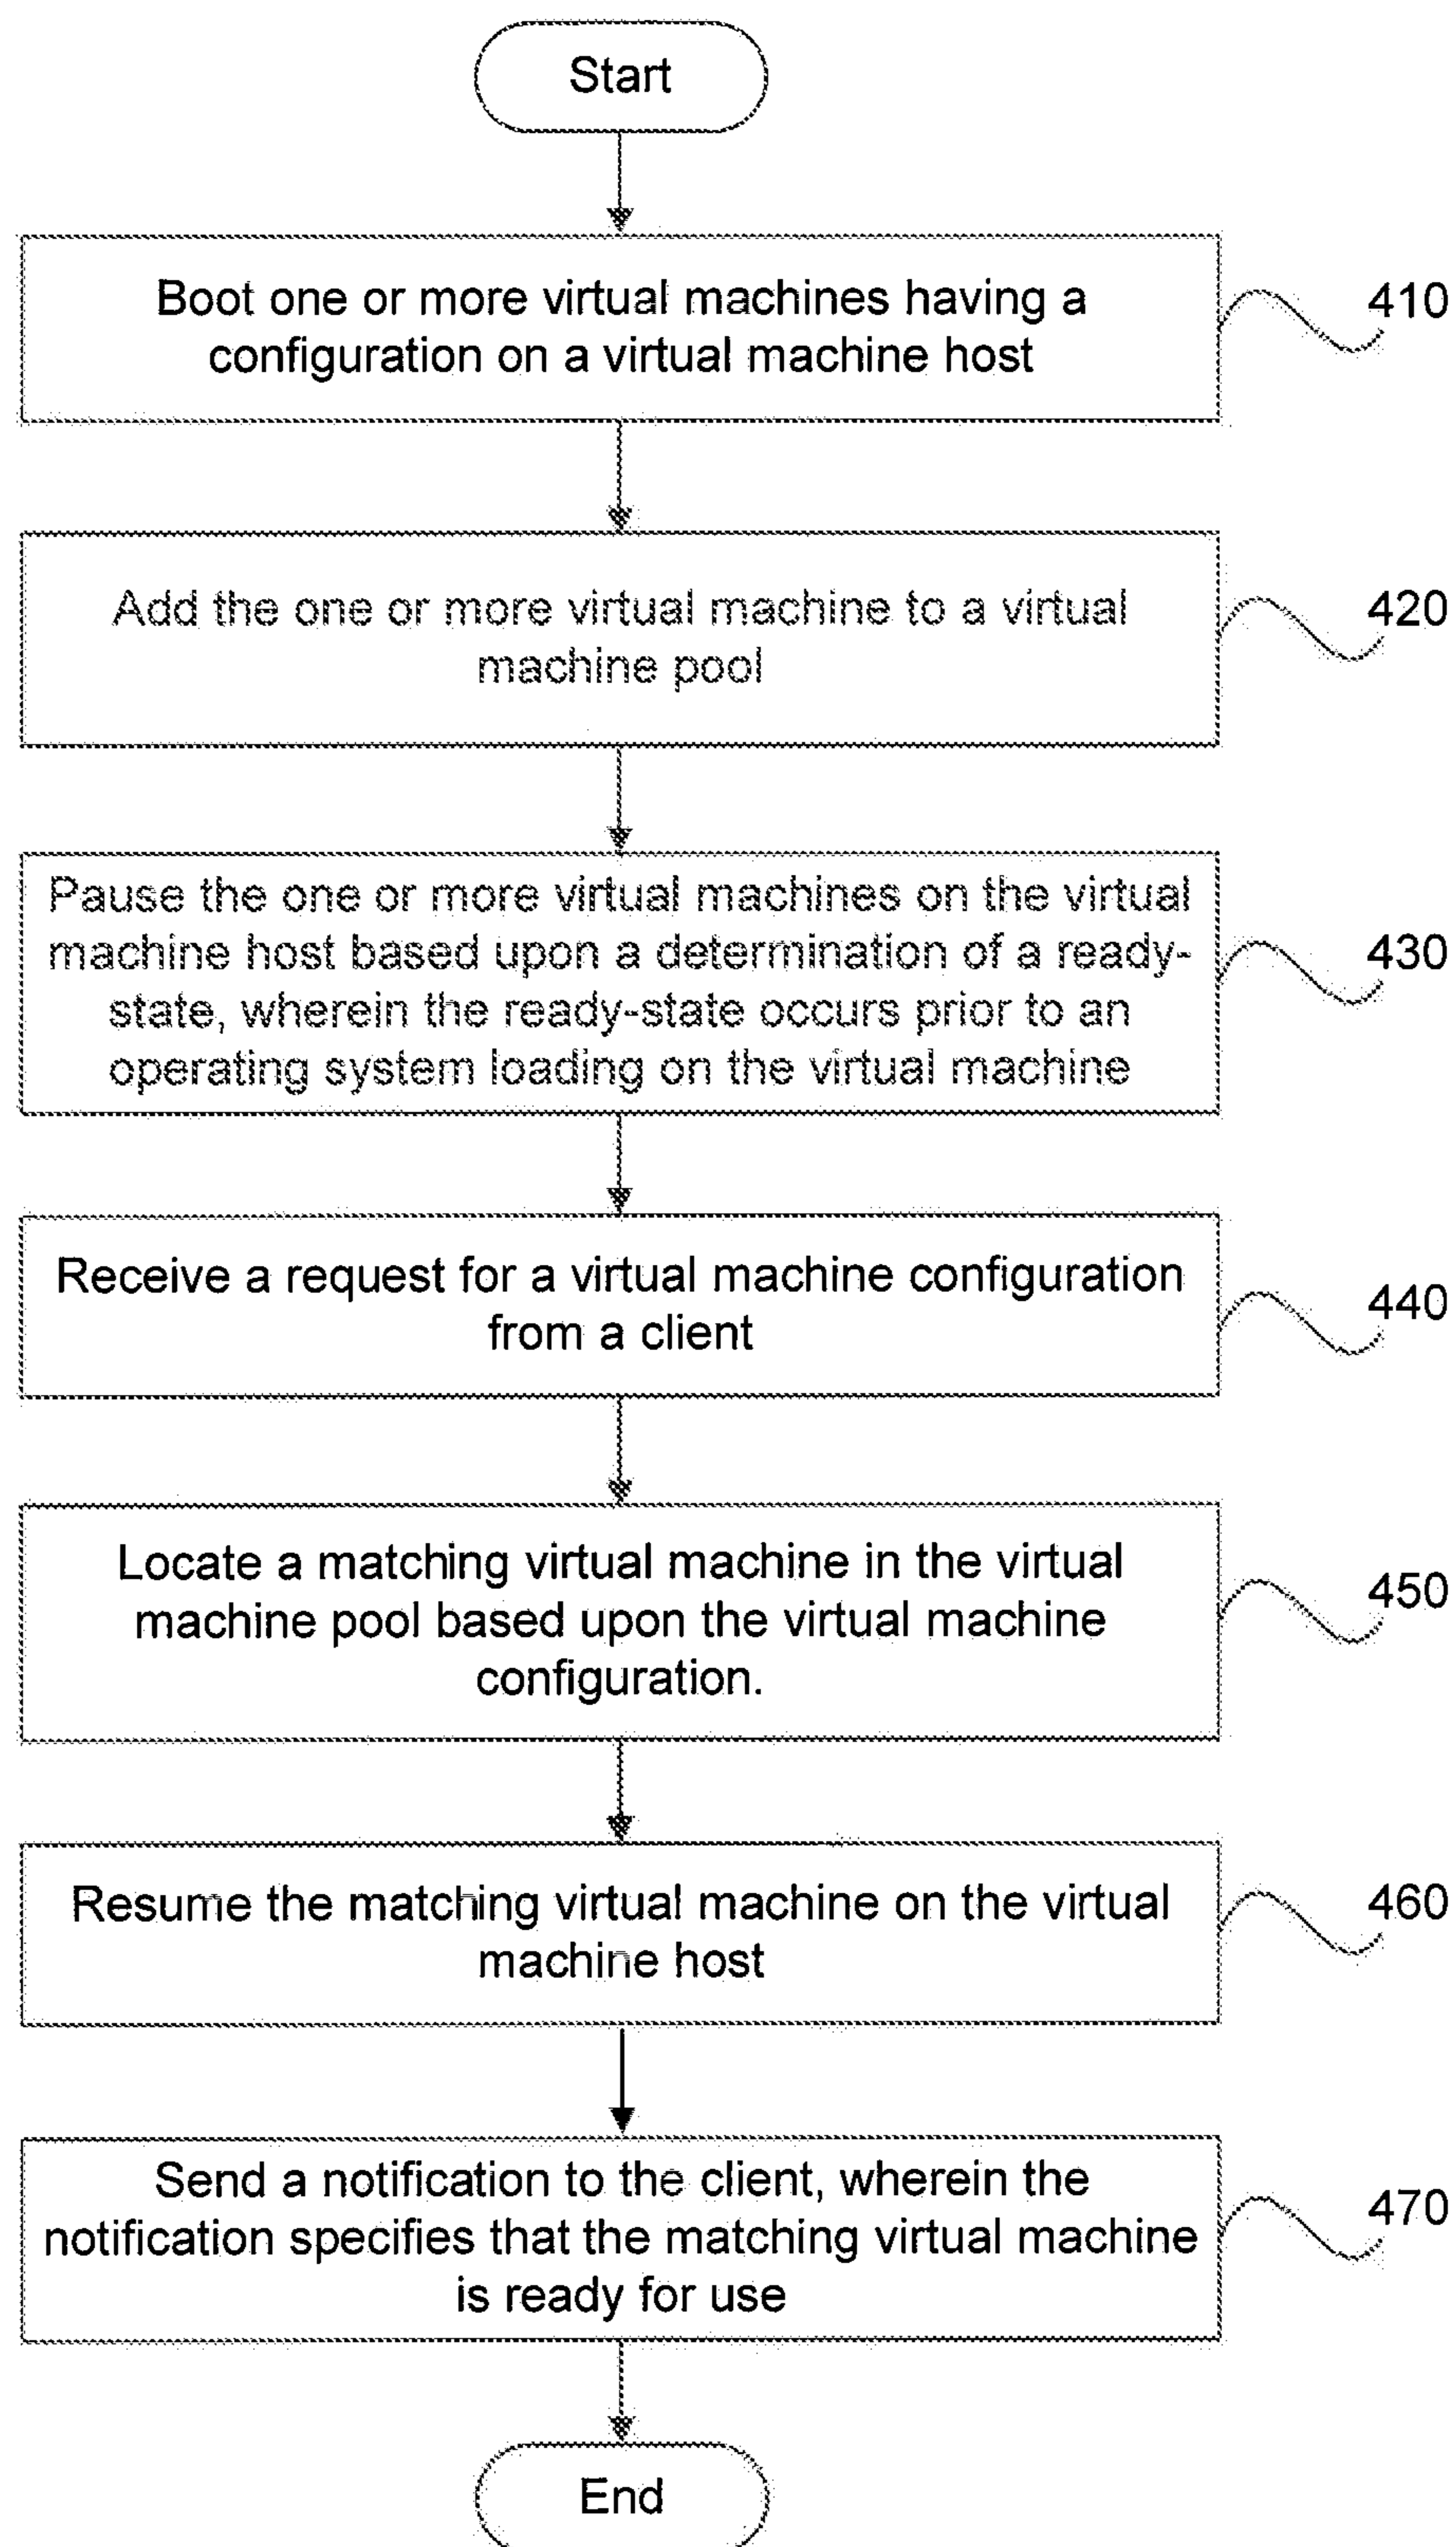 Start
Boot one or more virtual machines having a
configuration on a virtual machine host
410
Add the one or more virtual machine to a virtual
machine pool
420
Pause the one or more virtual machines on the virtual
machine host based upon a determination of a ready-
state, wherein the ready-state occurs prior to an
operating system loading on the virtual machine
430
Receive a request for a virtual machine configuration
from a client
440
Locate a matching virtual machine in the virtual
machine pool based upon the virtual machine
configuration.
450
Resume the matching virtual machine on the virtual
machine host
460
Send a notification to the client, wherein the
notification specifies that the matching virtual machine
is ready for use
470
End